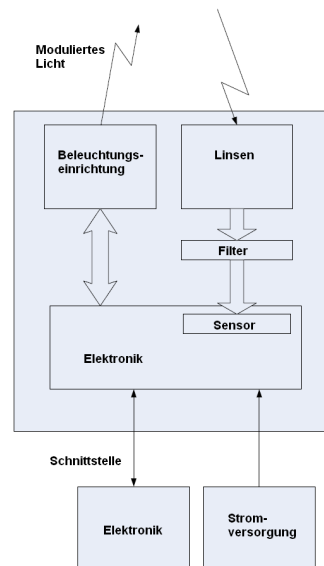 Moduliertes
Licht
Beleuchtungs-
einrichtung
Linsen
Filter
Sensor
Elektronik
Schnittstelle
Elektronik
Strom-
versorgung